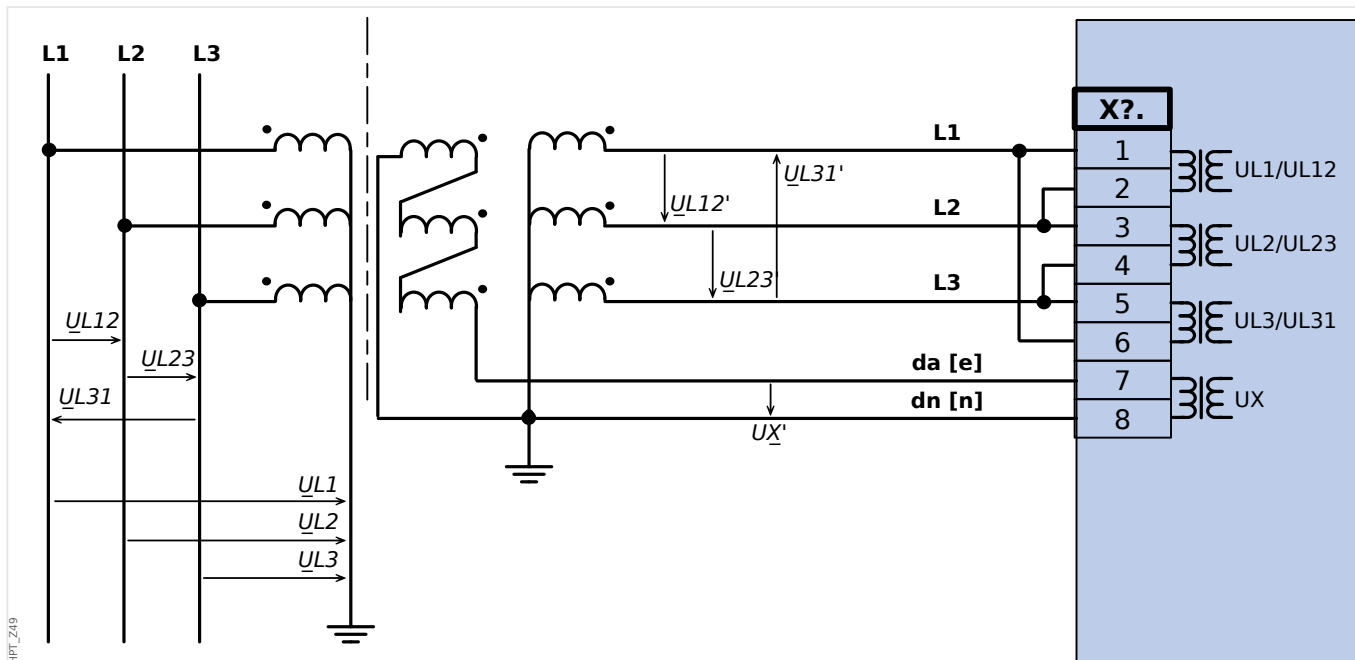 L1 L2 L3
X?.
L1
1
UL1/UL12
UL31'
2
UL12'
L2
3
UL2/UL23
4
UL23'
L3
5
UL3/UL31
UL12
6
UL23
da [e]
7
UL31
dn [n]
UX
8
UX'
UL1
UL2
UL3
HPT_Z49